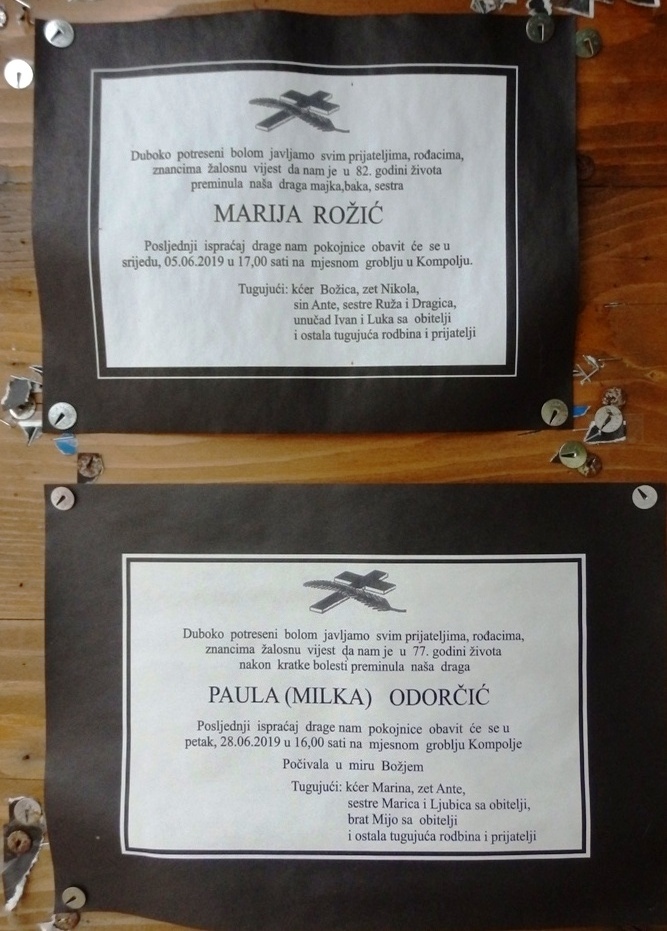 Duboko potreseni bolom javljamo svim prijateljima, rođacima,
znancima žalosnu vijest da nam je u 82. godini života
preminula naša draga majka,baka, sestra
MARIJA ROŽIĆ
Posljednji ispraćaj drage nam pokojnice obavit će se u
srijedu, 05.06.2019 u 17,00 sati na mjesnom groblju u Kompolju.
Tugujući: kćer Božica, zet Nikola,
sin Ante, sestre Ruža i Dragica,
unučad Ivan i Luka sa obitelji
i ostala tugujuća rodbina i prijatelji
Duboko potreseni bolom javljamo svim prijateljima, rođacima,
znancima žalosnu vijest da nam je u 77. godini života
nakon kratke bolesti preminula naša draga
PAULA (MILKA) ODORČIĆ
Posljednji ispraćaj drage nam pokojnice obavit će se u
petak, 28.06.2019 u 16,00 sati na mjesnom groblju Kompolje
Počivala u miru Božjem
Tugujući: kćer Marina, zet Ante,
sestre Marica i Ljubica sa obitelji,
brat Mijo sa obitelji
i ostala tugujuća rodbina i prijatelji